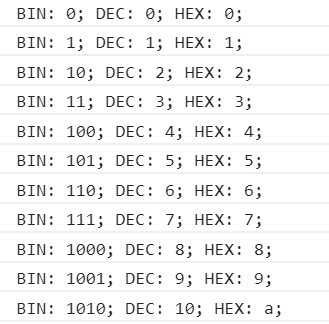 BIN: 0; DEC: 0; HEX: 0;
BIN: 1; DEC: 1; HEX: 1;
BIN: 10; DEC: 2; HEX: 2;
BIN: 11; DEC: 3; HEX: 3;
BIN: 100; DEC: 4; HEX: 4;
BIN: 101; DEC: 5; HEX: 5;
BIN: 110; DEC: 6; HEX: 6;
BIN: 111; DEC: 7; HEX: 7;
BIN: 1000; DEC: 8; HEX: 8;
BIN: 1001; DEC: 9; HEX: 9;
BIN: 1010; DEC: 10; HEX: a;